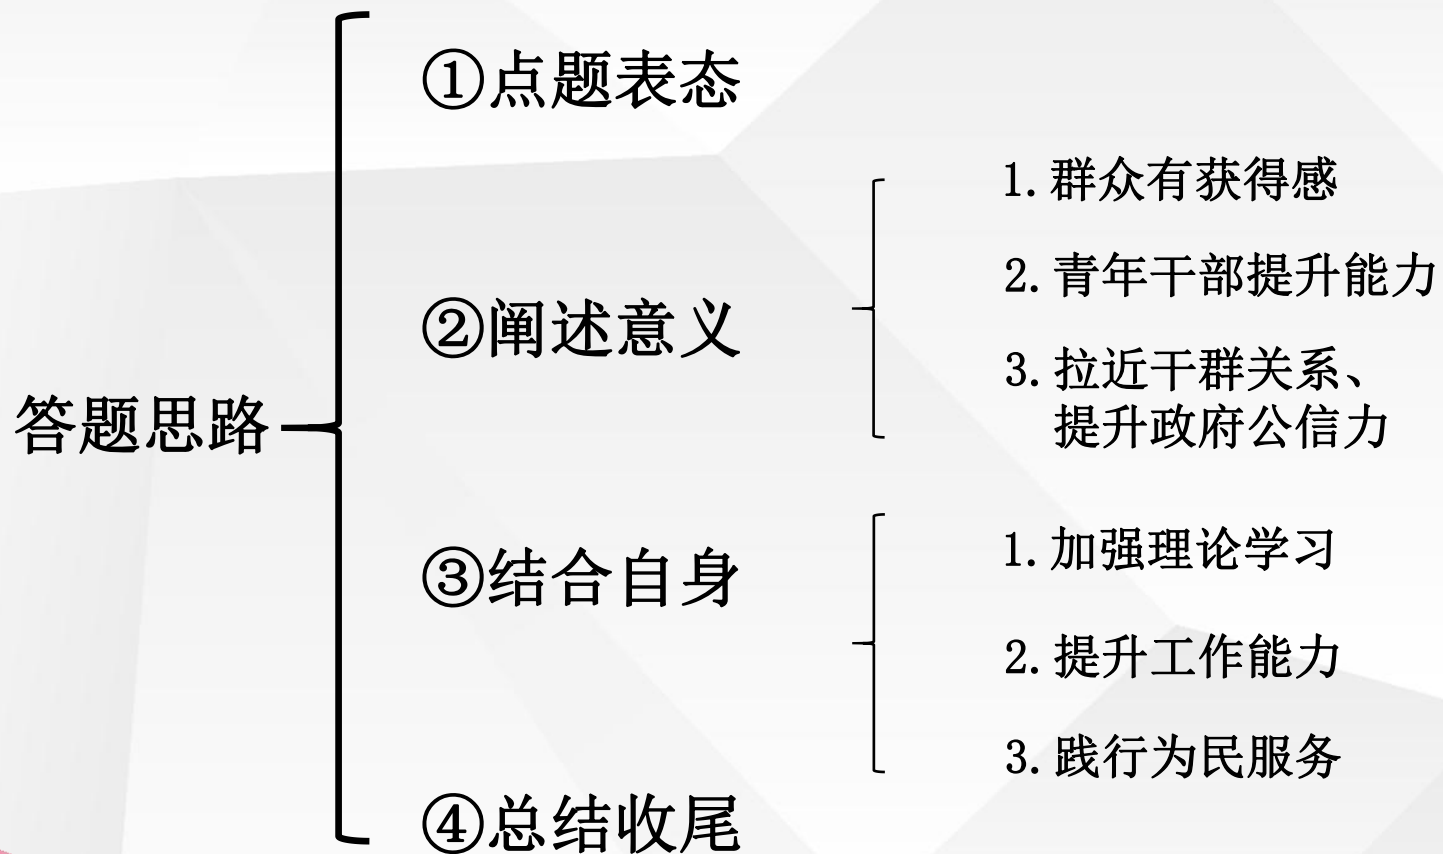 答题思路
①点题表态
②阐述意义
1.群众有获得感
2.青年干部提升能力
3.拉近干群关系、
提升政府公信力
③结合自身
1.加强理论学习
2.提升工作能力
3.践行为民服务
④总结收尾